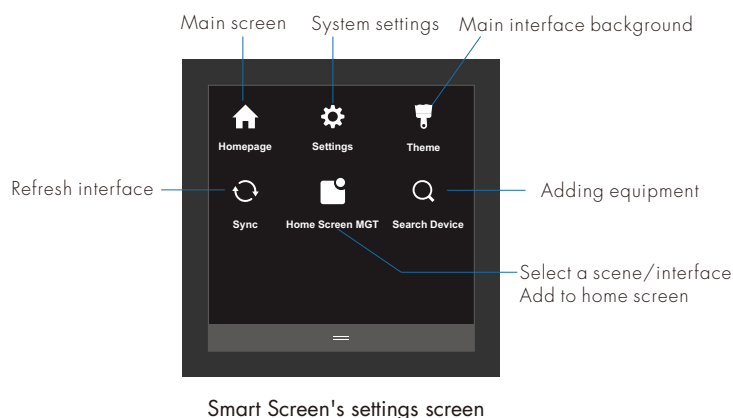 Main screen System settings Main interface background
Homepage Settings Theme
Refresh interface
Adding equipment
Sync Home Screen MGT Search Device
Select a scene/interface
Add to home screen
Smart Screen's settings screen